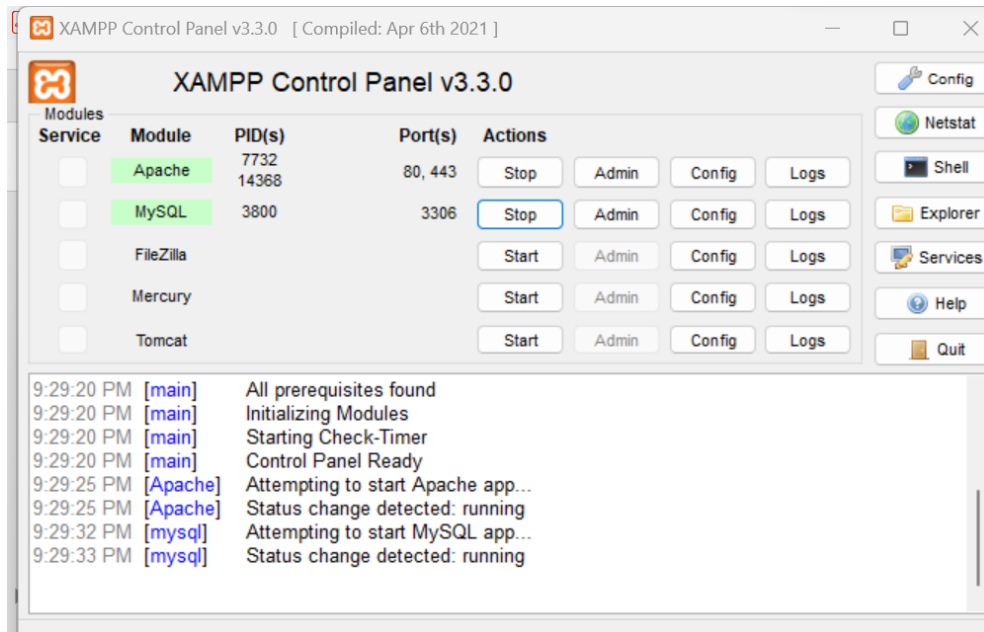 XAMPP Control Panel v3.3.0 [ Compiled: Apr 6th 2021 ]
XAMPP Control Panel v3.3.0
Config
Netstat
Shell
Explorer
Services
Help
Quit
Modules
Service Module PID(s) Port(s) Actions
Apache 7732 14368 80, 443 Stop Admin Config Logs
MySQL 3800 3306 Stop Admin Config Logs
FileZilla Start Admin Config Logs
Mercury Start Admin Config Logs
Tomcat Start Admin Config Logs
9:29:20 PM [main] All prerequisites found
9:29:20 PM [main] Initializing Modules
9:29:20 PM [main] Starting Check-Timer
9:29:20 PM [main] Control Panel Ready
9:29:25 PM [Apache] Attempting to start Apache app...
9:29:25 PM [Apache] Status change detected: running
9:29:32 PM [mysql] Attempting to start MySQL app...
9:29:33 PM [mysql] Status change detected: running